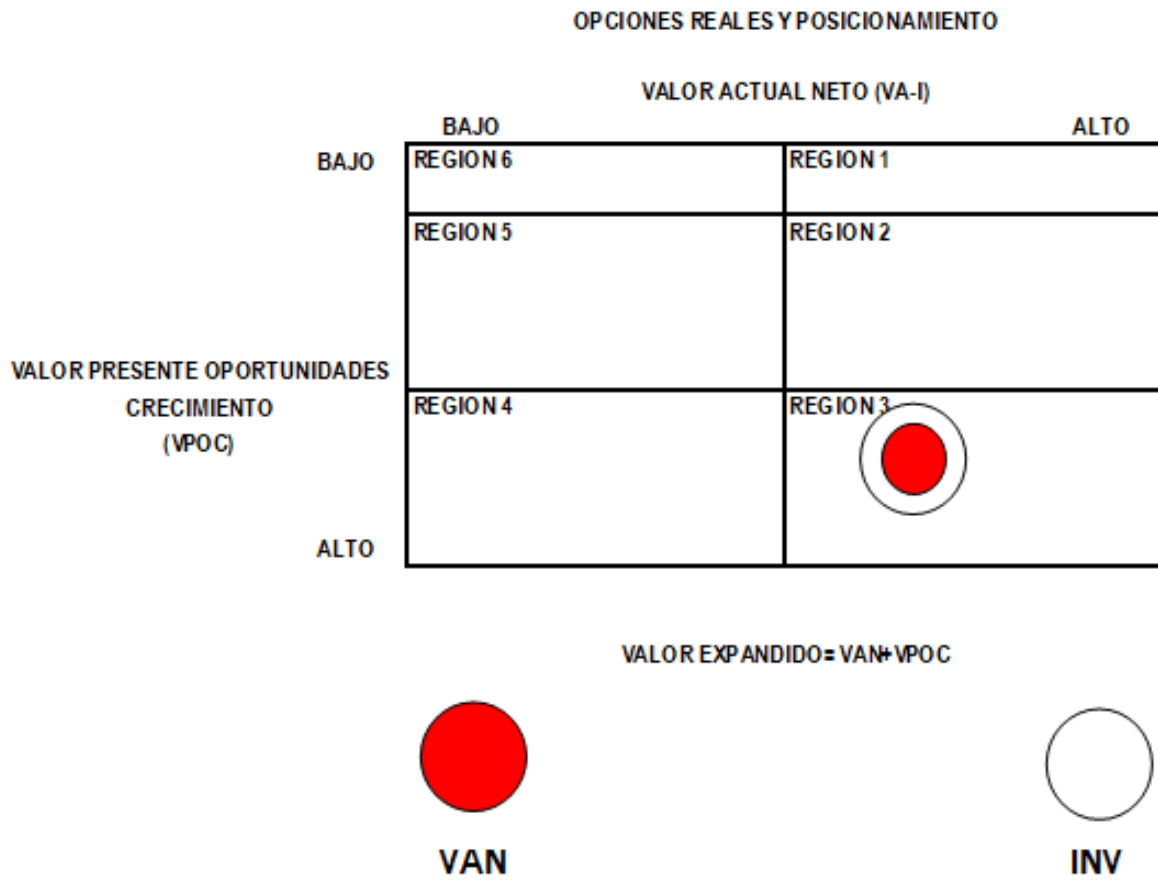 OPCIONES REALES Y POSICIONAMIENTO
VALOR ACTUAL NETO (VA-I)
BAJO ALTO
BAJO
REGION 6 REGION 1
REGION 5 REGION 2
VALOR PRESENTE OPORTUNIDADES
CRECIMIENTO
(VPOC)
REGION 4 REGION 3
ALTO
VALOR EXPANDIDO= VAN+VPOC
VAN INV